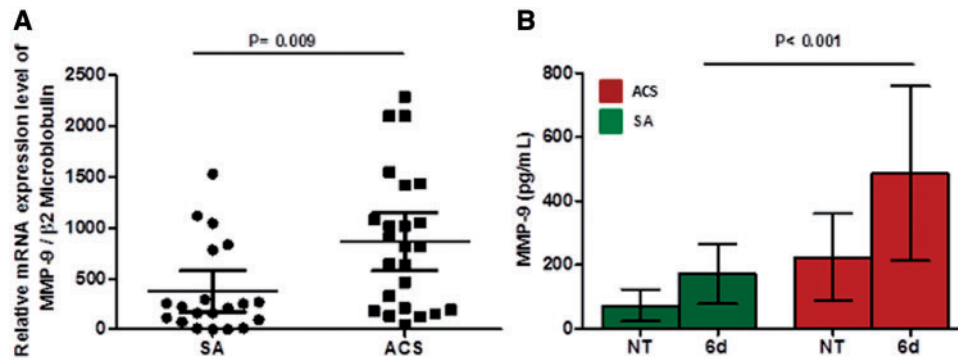 A
P= 0.009
Relative mRNA expression level of
MMP-9 / β2 Microblobulin
2500
2000
1500
1000
500
0
SA
ACS
B
P< 0.001
MMP-9 (pg/mL)
800
600
400
200
0
ACS
SA
NT
6d
NT
6d